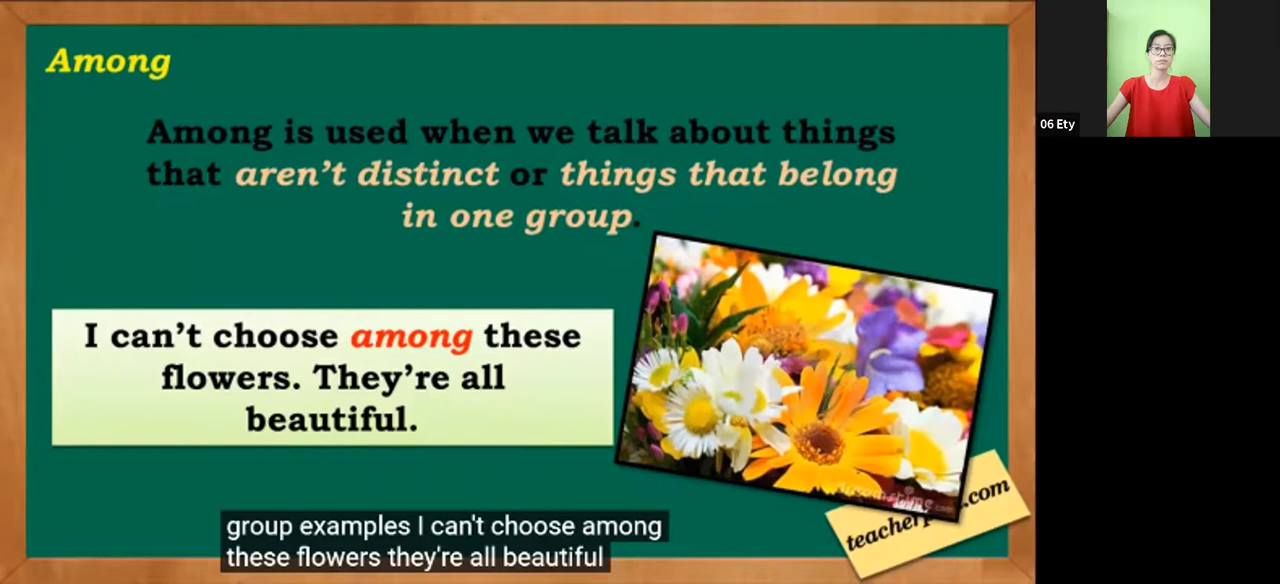 Among
Among is used when we talk about things
that aren't distinct or things that belong
in one group.
I can't choose among these
flowers. They're all
beautiful.
.com
group examples I can't choose among
these flowers they're all beautiful
06 Ety